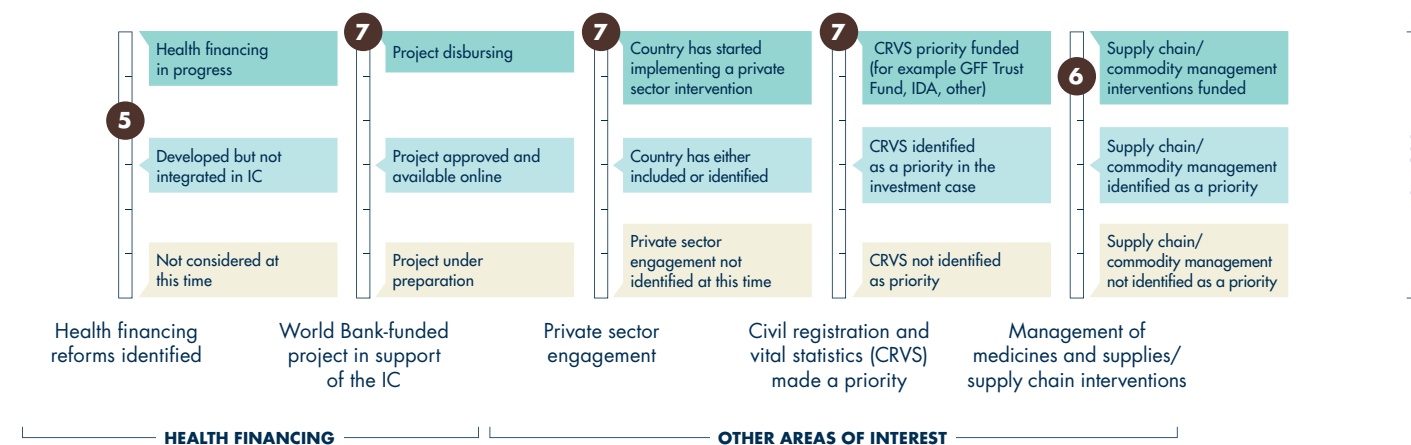 5
Health financing
in progress
Developed but not
integrated in IC
Not considered at
this time
Health financing
reforms identified
7
Project disbursing
Project approved and
available online
Project under
preparation
World Bank-funded
project in support
of the IC
7
Country has started
implementing a private
sector intervention
Country has either
included or identified
Private sector
engagement not
identified at this time
Private sector
engagement
7
CRVS priority funded
(for example GFF Trust
Fund, IDA, other)
CRVS identified
as a priority in the
investment case
CRVS not identified
as priority
Civil registration and
vital statistics (CRVS)
made a priority
6
Supply chain/
commodity management
interventions funded
Supply chain/
commodity management
identified as a priority
Supply chain/
commodity management
not identified as a priority
Management of
medicines and supplies/
supply chain interventions
HEALTH FINANCING
OTHER AREAS OF INTEREST